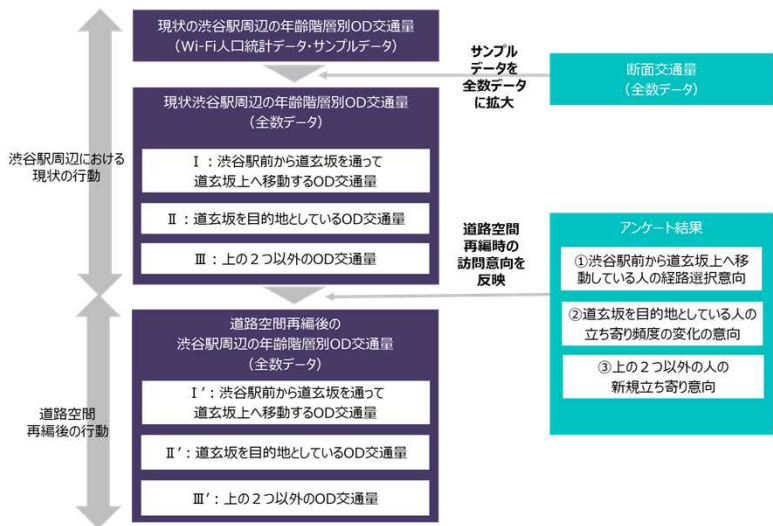 現状の渋谷駅周辺の年齢階層別OD交通量
（Wi-Fi人口統計データ・サンプルデータ）
サンプル
データを
全数データ
に拡大
断面交通量
（全数データ）
現状渋谷駅周辺の年齢階層別OD交通量
（全数データ）
Ⅰ：渋谷駅前から道玄坂を通って
道玄坂上へ移動するOD交通量
Ⅱ：道玄坂を目的地としているOD交通量
Ⅲ：上の２つ以外のOD交通量
渋谷駅周辺における
現状の行動
道路空間
再編時の
訪問意向を
反映
アンケート結果
①渋谷駅前から道玄坂上へ移
動している人の経路選択意向
②道玄坂を目的地としている人の
立ち寄り頻度の変化の意向
③上の２つ以外の人の
新規立ち寄り意向
道路空間再編後の
渋谷駅周辺の年齢階層別OD交通量
（全数データ）
Ⅰ’：渋谷駅前から道玄坂を通って
道玄坂上へ移動するOD交通量
Ⅱ’：道玄坂を目的地としているOD交通量
Ⅲ’：上の２つ以外のOD交通量
道路空間
再編後の行動